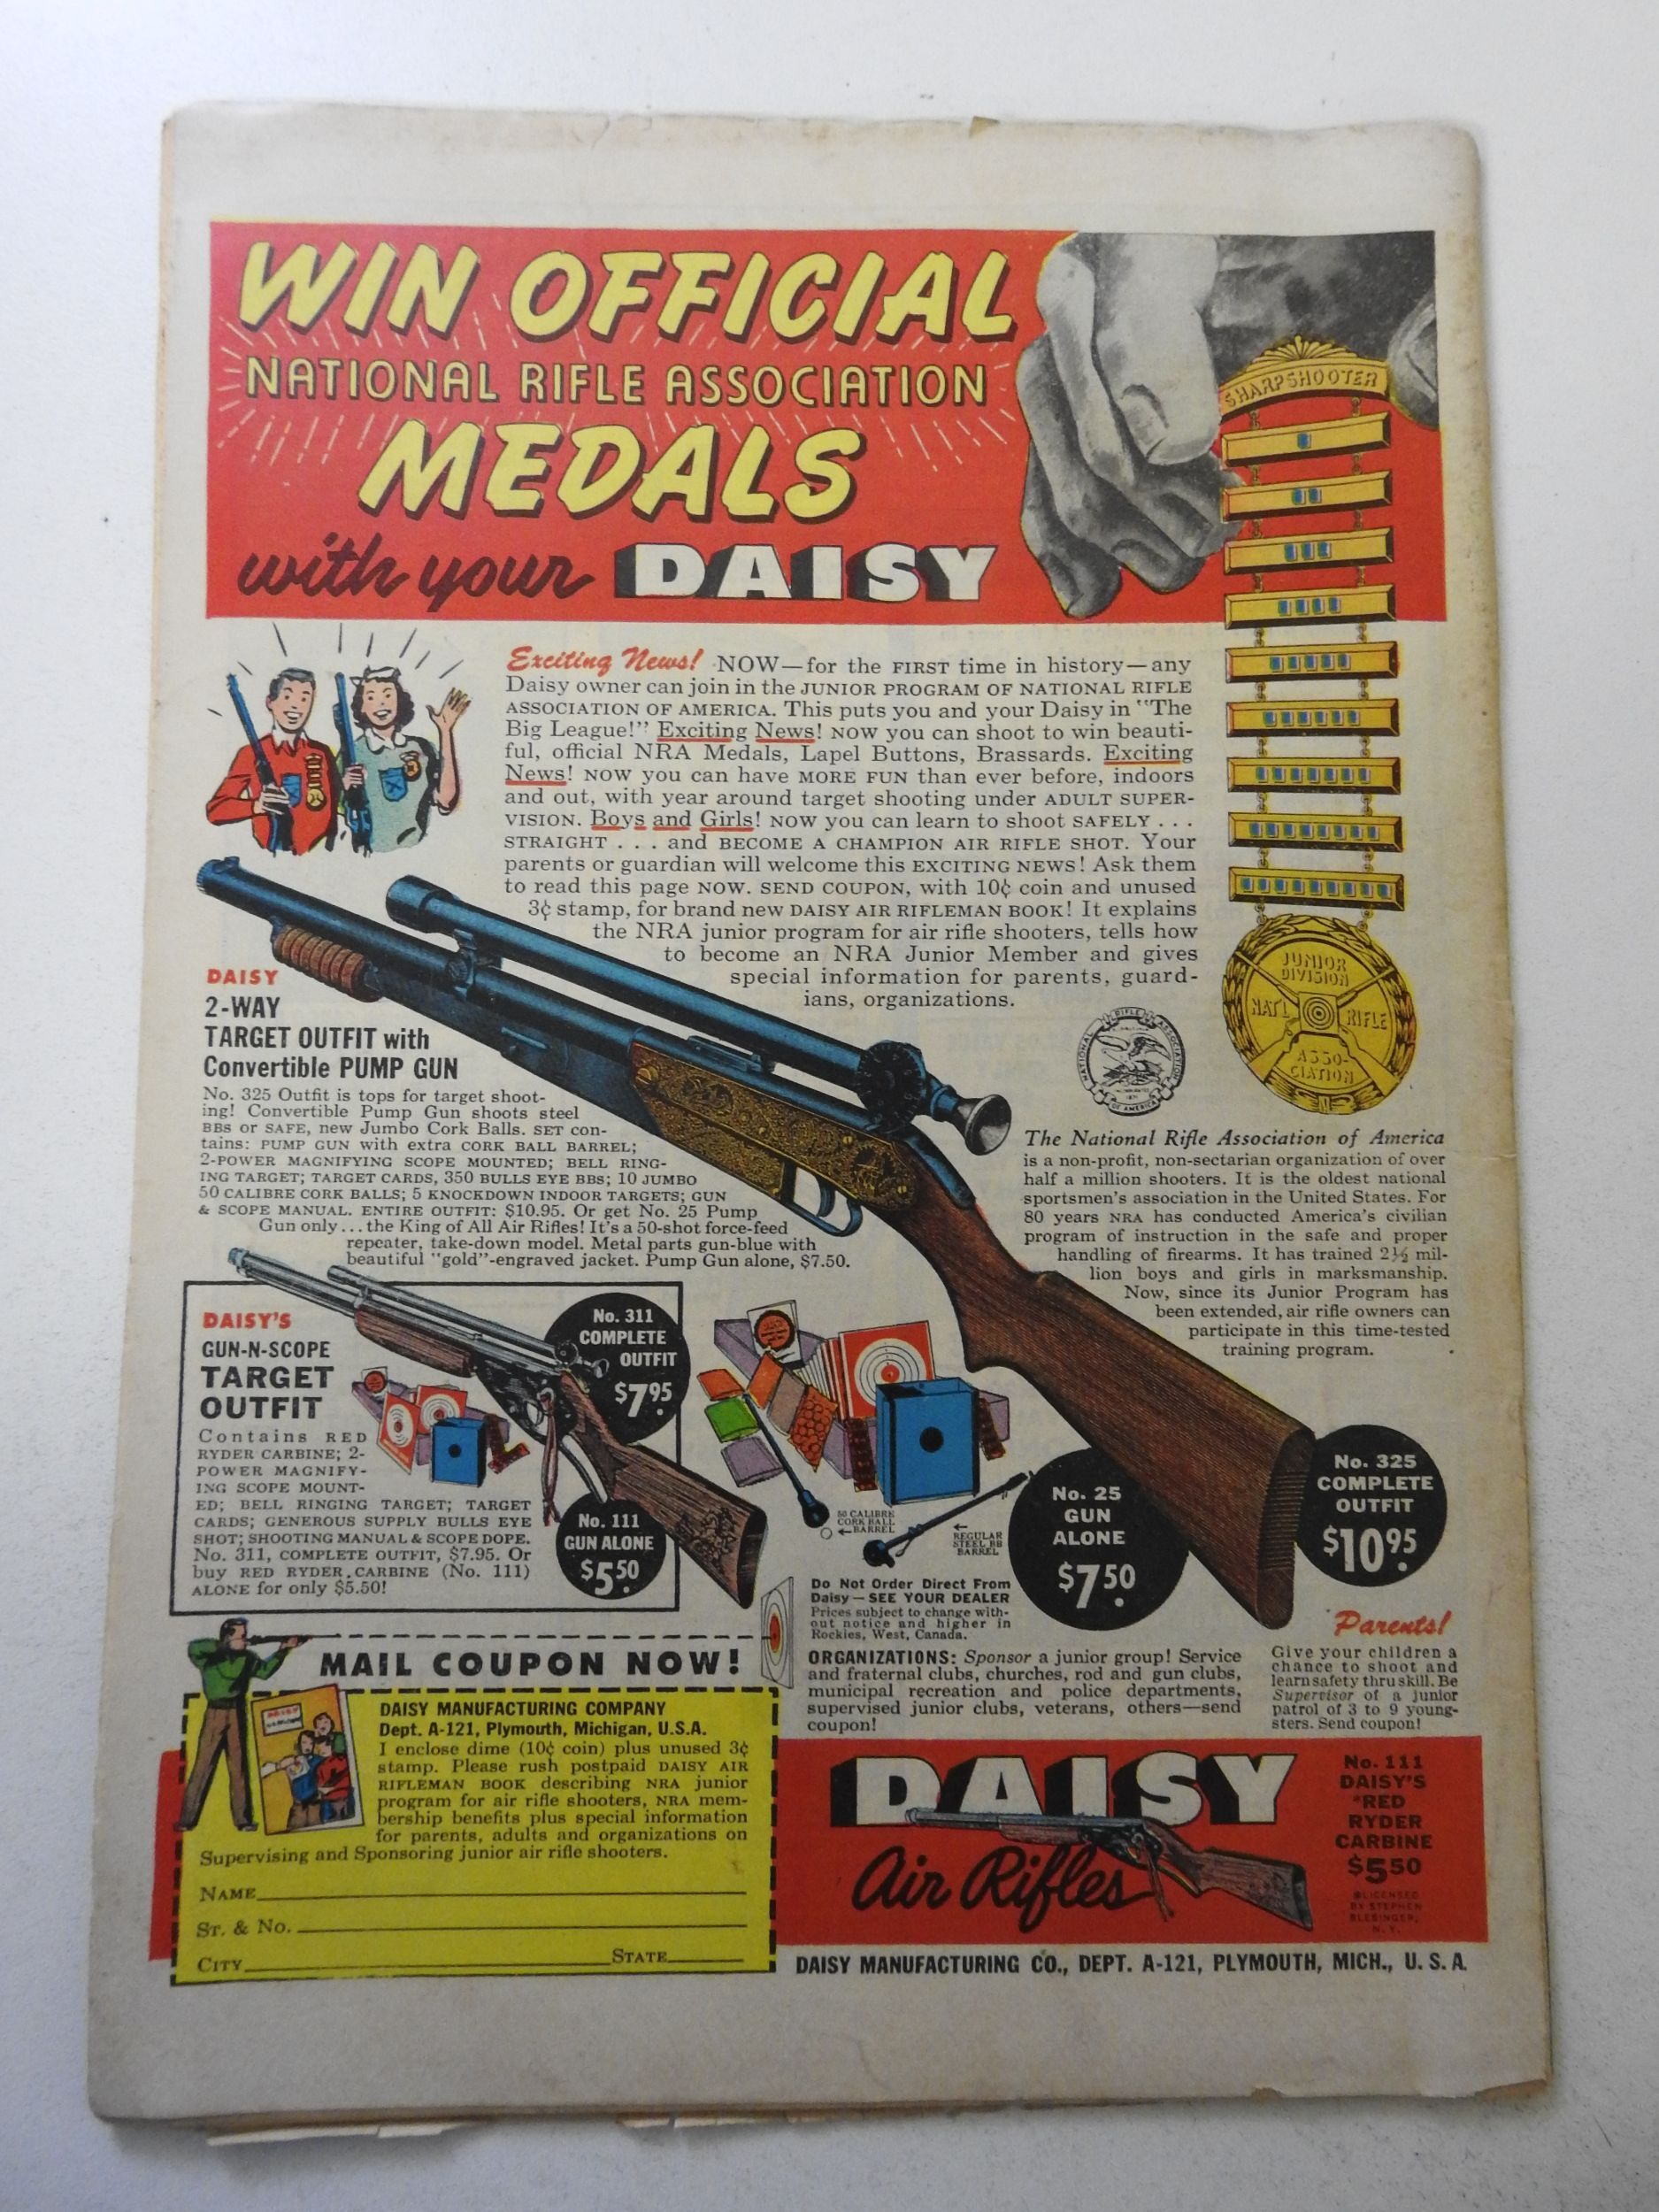 WIN OFFICIAL
NATIONAL RIFLE ASSOCIATION
MEDALS
with your DAISY
SHARPSHOOTER
JUNIOR
DIVISION
NAT'L RIFLE
ASSO-
CIATION
Exciting News! NOW—for the FIRST time in history—any
Daisy owner can join in the JUNIOR PROGRAM OF NATIONAL RIFLE
ASSOCIATION OF AMERICA. This puts you and your Daisy in "The
Big League!" Exciting News! NOW you can shoot to win beauti-
ful, official NRA Medals, Lapel Buttons, Brassards. Exciting
News! NOW you can have MORE FUN than ever before, indoors
and out, with year around target shooting under ADULT SUPER-
VISION. Boys and Girls! NOW you can learn to shoot SAFELY . . .
STRAIGHT . . . and BECOME A CHAMPION AIR RIFLE SHOT. Your
parents or guardian will welcome this EXCITING NEWS! Ask them
to read this page NOW. SEND COUPON, with 10¢ coin and unused
3¢ stamp, for brand new DAISY AIR RIFLEMAN BOOK! It explains
the NRA junior program for air rifle shooters, tells how
to become an NRA Junior Member and gives
special information for parents, guard-
ians, organizations.
NATIONAL RIFLE ASSOCIATION
OF AMERICA
DAISY
2-WAY
TARGET OUTFIT with
Convertible PUMP GUN
No. 325 Outfit is tops for target shoot-
ing! Convertible Pump Gun shoots steel
BBs or SAFE, new Jumbo Cork Balls. SET con-
tains: PUMP GUN with extra CORK BALL BARREL;
2-POWER MAGNIFYING SCOPE MOUNTED; BELL RING-
ING TARGET; TARGET CARDS, 350 BULLS EYE BBS; 10 JUMBO
50 CALIBRE CORK BALLS; 5 KNOCKDOWN INDOOR TARGETS; GUN
& SCOPE MANUAL. ENTIRE OUTFIT: $10.95. Or get No. 25 Pump
Gun only...the King of All Air Rifles! It's a 50-shot force-feed
repeater, take-down model. Metal parts gun-blue with
beautiful "gold"-engraved jacket. Pump Gun alone, $7.50.
The National Rifle Association of America
is a non-profit, non-sectarian organization of over
half a million shooters. It is the oldest national
sportsmen's association in the United States. For
80 years NRA has conducted America's civilian
program of instruction in the safe and proper
handling of firearms. It has trained 2½ mil-
lion boys and girls in marksmanship.
Now, since its Junior Program has
been extended, air rifle owners can
participate in this time-tested
training program.
DAISY'S
GUN-N-SCOPE
TARGET
OUTFIT
Contains RED
RYDER CARBINE; 2-
POWER MAGNIFY-
ING SCOPE MOUNT-
ED; BELL RINGING TARGET; TARGET
CARDS; GENEROUS SUPPLY BULLS EYE
SHOT; SHOOTING MANUAL & SCOPE DOPE.
No. 311, COMPLETE OUTFIT, $7.95. Or
buy RED RYDER CARBINE (No. 111)
ALONE for only $5.50!
No. 311
COMPLETE
OUTFIT
$7.95
No. 111
GUN ALONE
$5.50
50 CALIBRE
CORK BALL
←BARREL
←
REGULAR
STEEL BB
BARREL
No. 25
GUN
ALONE
$7.50
No. 325
COMPLETE
OUTFIT
$10.95
Do Not Order Direct From
Daisy—SEE YOUR DEALER
Prices subject to change with-
out notice and higher in
Rockies, West, Canada.
ORGANIZATIONS: Sponsor a junior group! Service
and fraternal clubs, churches, rod and gun clubs,
municipal recreation and police departments,
supervised junior clubs, veterans, others—send
coupon!
Parents!
Give your children a
chance to shoot and
learn safety thru skill. Be
Supervisor of a junior
patrol of 3 to 9 young-
sters. Send coupon!
MAIL COUPON NOW!
DAISY MANUFACTURING COMPANY
Dept. A-121, Plymouth, Michigan, U.S.A.
I enclose dime (10¢ coin) plus unused 3¢
stamp. Please rush postpaid DAISY AIR
RIFLEMAN BOOK describing NRA junior
program for air rifle shooters, NRA mem-
bership benefits plus special information
for parents, adults and organizations on
Supervising and Sponsoring junior air rifle shooters.
NAME
ST. & NO.
CITY STATE
DAISY
Air Rifles
No. 111
DAISY'S
*RED
RYDER
CARBINE
$5.50
*LICENSED
BY STEPHEN
SLESINGER,
N. Y.
DAISY MANUFACTURING CO., DEPT. A-121, PLYMOUTH, MICH., U. S. A.